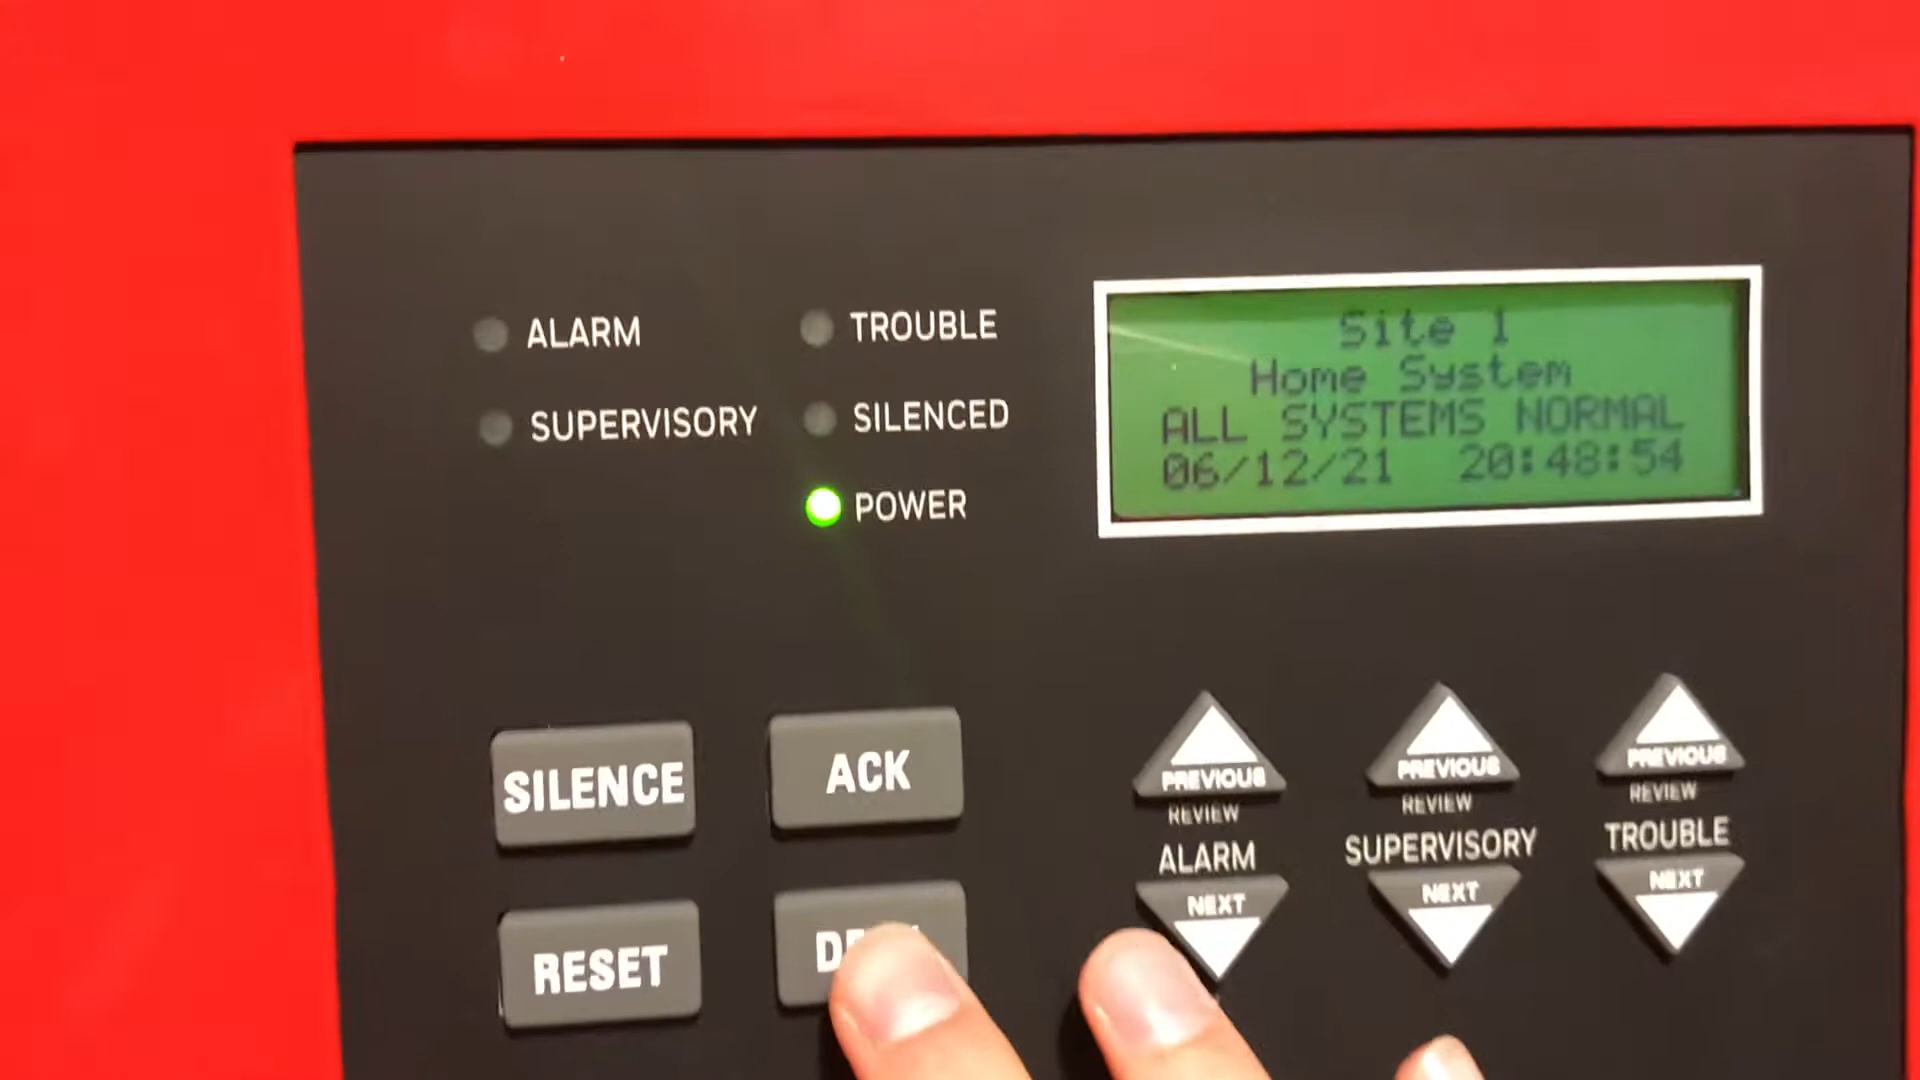 ALARM
TROUBLE
SUPERVISORY
SILENCED
POWER
Site 1
Home System
ALL SYSTEMS NORMAL
06/12/21 20:48:54
SILENCE
ACK
RESET
PREVIOUS
REVIEW
ALARM
NEXT
PREVIOUS
REVIEW
SUPERVISORY
NEXT
PREVIOUS
REVIEW
TROUBLE
NEXT